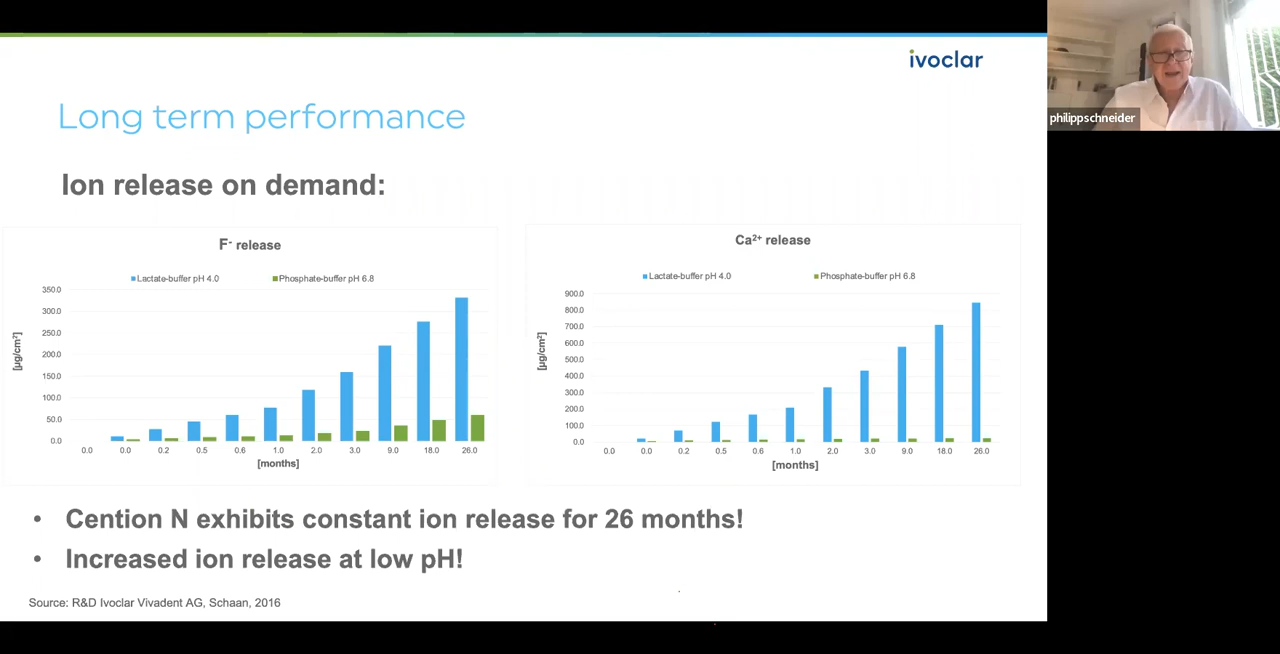 ivoclar
philippschneider
Long term performance
Ion release on demand:
F- release
Lactate-buffer pH 4.0 Phosphate-buffer pH 6.8
350.0
300.0
250.0
200.0
150.0
100.0
50.0
0.0
[µg/cm²]
0.0 0.0 0.2 0.5 0.6 1.0 2.0 3.0 9.0 18.0 26.0
[months]
Ca²⁺ release
Lactate-buffer pH 4.0 Phosphate-buffer pH 6.8
900.0
800.0
700.0
600.0
500.0
400.0
300.0
200.0
100.0
0.0
[µg/cm²]
0.0 0.0 0.2 0.5 0.6 1.0 2.0 3.0 9.0 18.0 26.0
[months]
• Cention N exhibits constant ion release for 26 months!
• Increased ion release at low pH!
Source: R&D Ivoclar Vivadent AG, Schaan, 2016